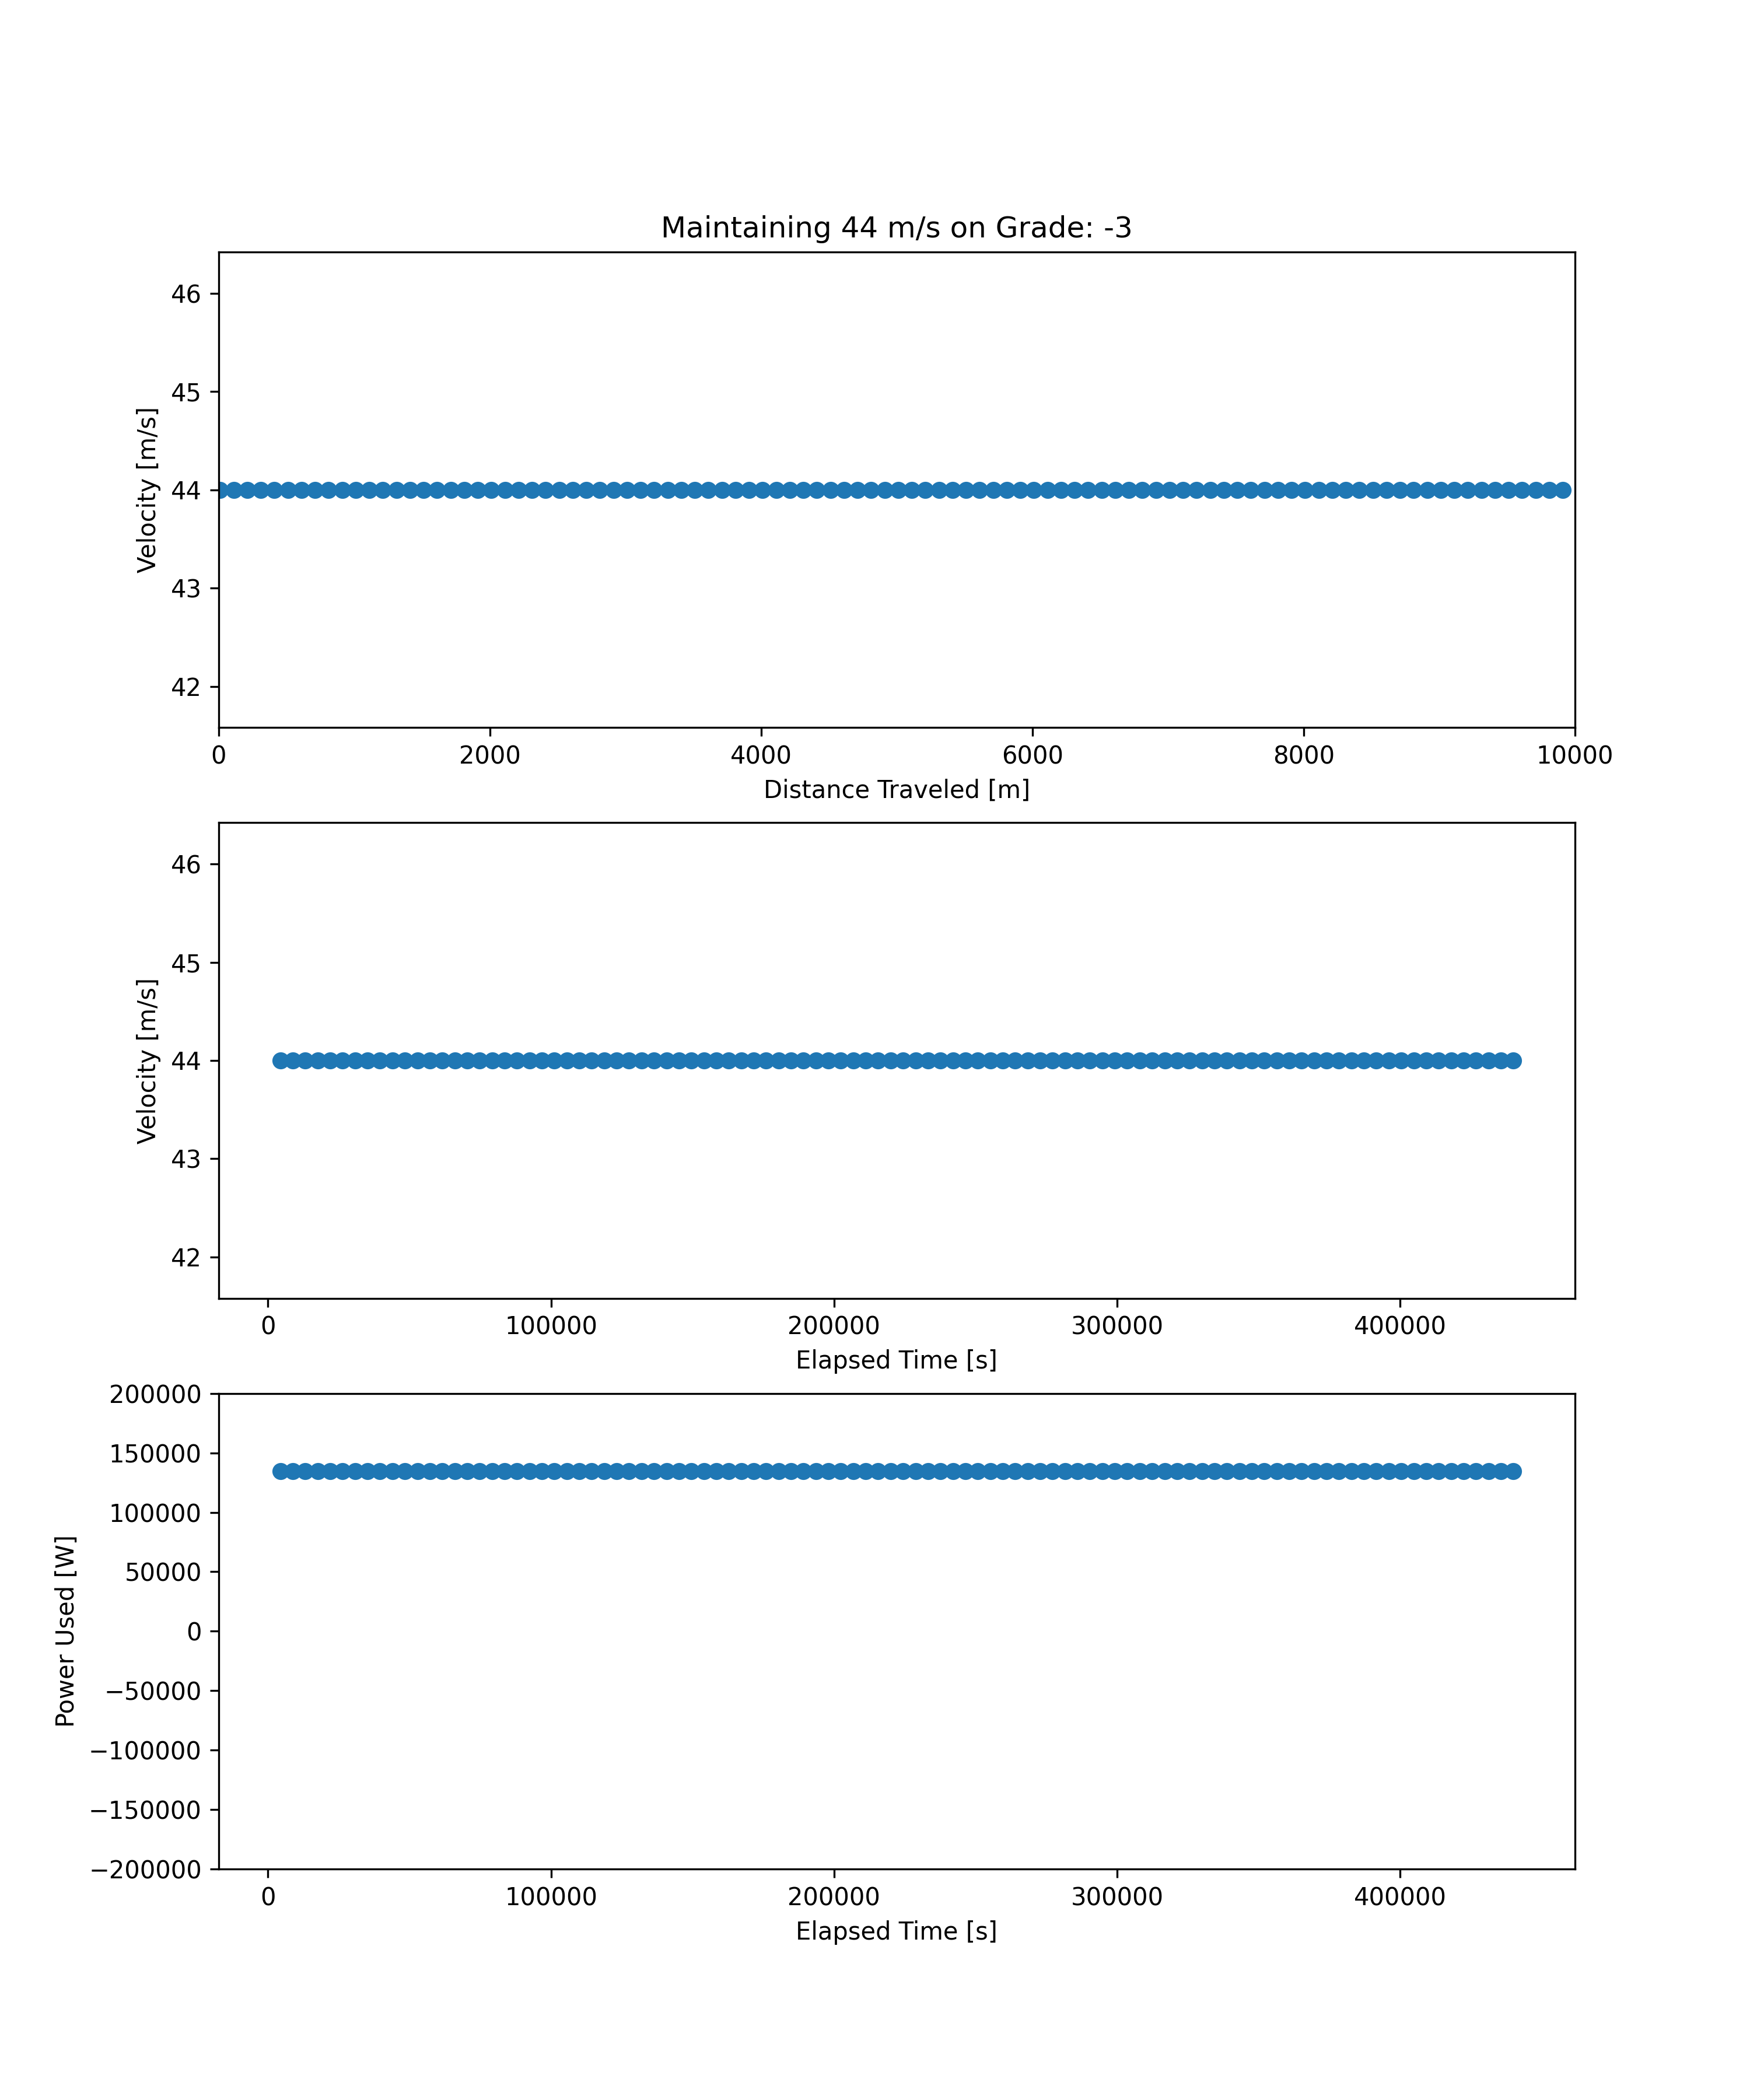 Maintaining 44 m/s on Grade: -3
46
45
44
43
42
Velocity [m/s]
0 2000 4000 6000 8000 10000
Distance Traveled [m]
46
45
44
43
42
Velocity [m/s]
0 100000 200000 300000 400000
Elapsed Time [s]
200000
150000
100000
50000
0
−50000
−100000
−150000
−200000
Power Used [W]
0 100000 200000 300000 400000
Elapsed Time [s]